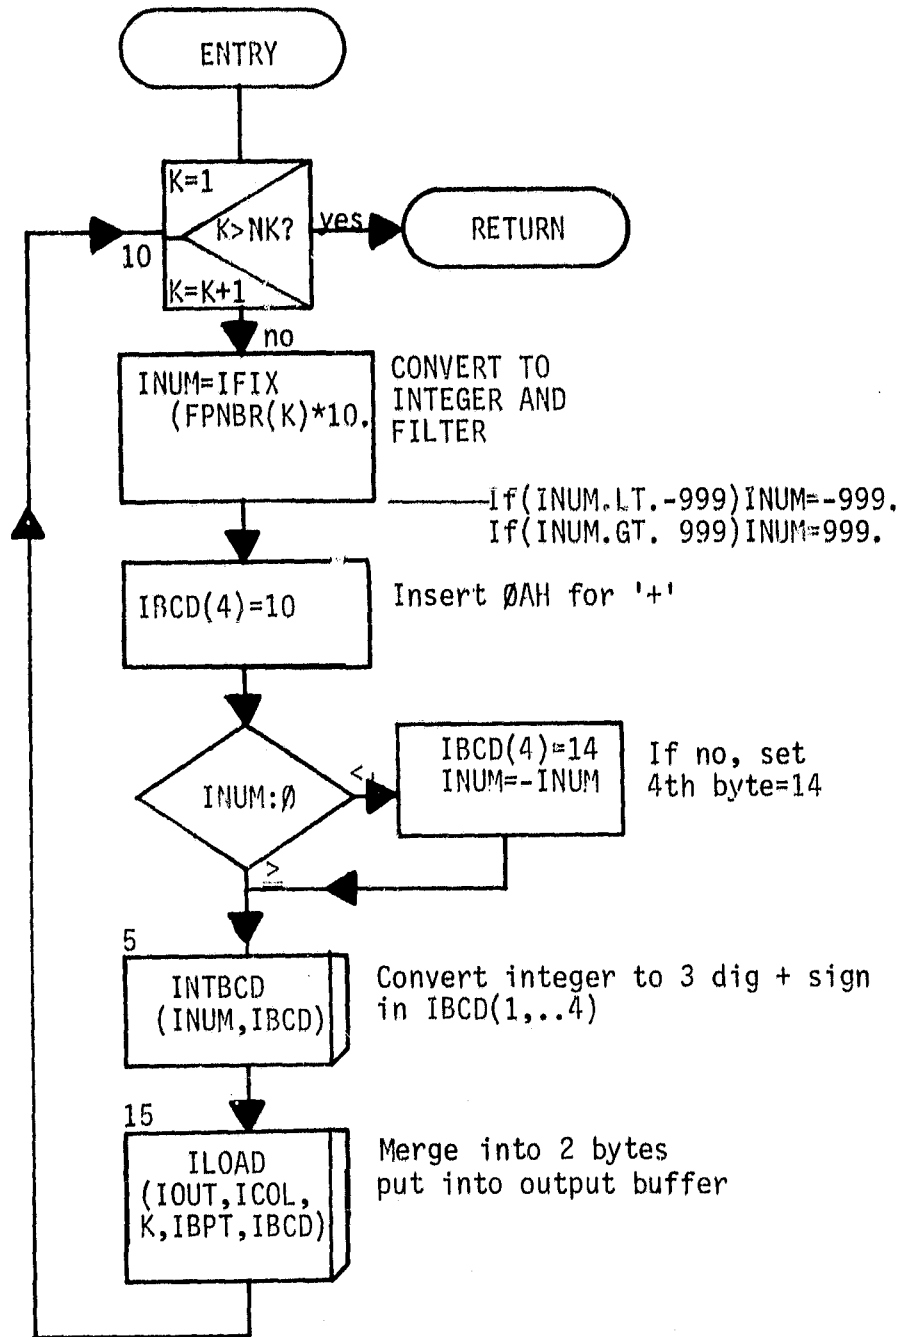 ENTRY
K=1
K>NK?
yes
RETURN
10
K=K+1
no
INUM=IFIX
(FPNBR(K)*10.
CONVERT TO
INTEGER AND
FILTER
If(INUM.LT.-999)INUM=-999.
If(INUM.GT. 999)INUM=999.
IBCD(4)=10
Insert ØAH for '+'
INUM:Ø
<
IBCD(4)=14
INUM=-INUM
If no, set
4th byte=14
≥
5
INTBCD
(INUM,IBCD)
Convert integer to 3 dig + sign
in IBCD(1,..4)
15
ILOAD
(IOUT,ICOL,
K,IBPT,IBCD)
Merge into 2 bytes
put into output buffer